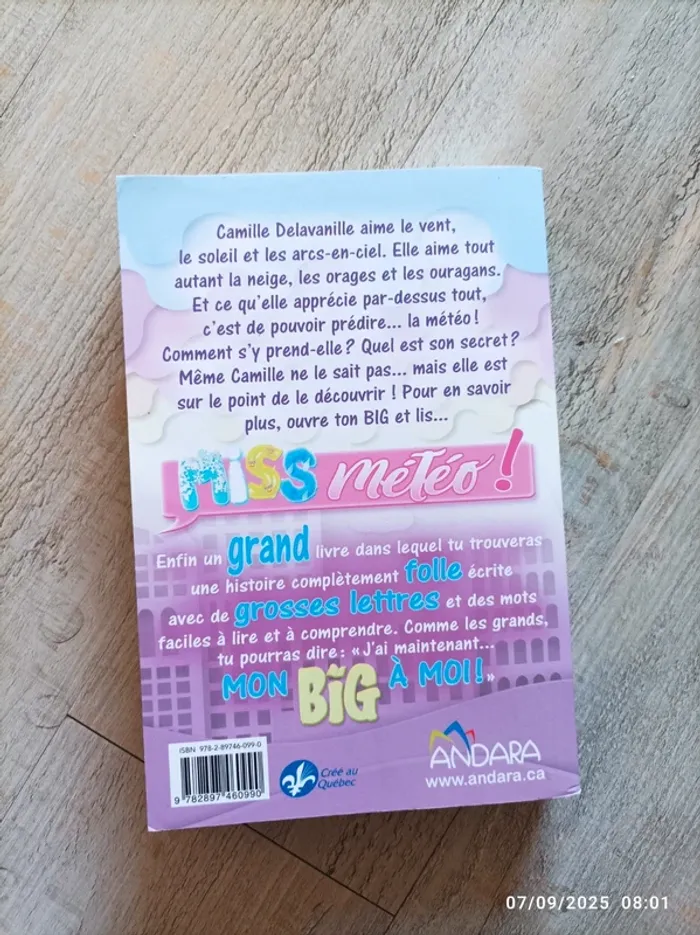 Camille Delavanille aime le vent,
le soleil et les arcs-en-ciel. Elle aime tout
autant la neige, les orages et les ouragans.
Et ce qu'elle apprécie par-dessus tout,
c'est de pouvoir prédire... la météo !
Comment s'y prend-elle ? Quel est son secret ?
Même Camille ne le sait pas... mais elle est
sur le point de le découvrir ! Pour en savoir
plus, ouvre ton BIG et lis...
MiSS MÉTÉO !
Enfin un grand livre dans lequel tu trouveras
une histoire complètement folle écrite
avec de grosses lettres et des mots
faciles à lire et à comprendre. Comme les grands,
tu pourras dire : « J'ai maintenant...
MON BiG À MOI ! »
ISBN 978-2-89746-099-0
9 782897 460990
Créé au
Québec
ANDARA
www.andara.ca
07/09/2025 08:01